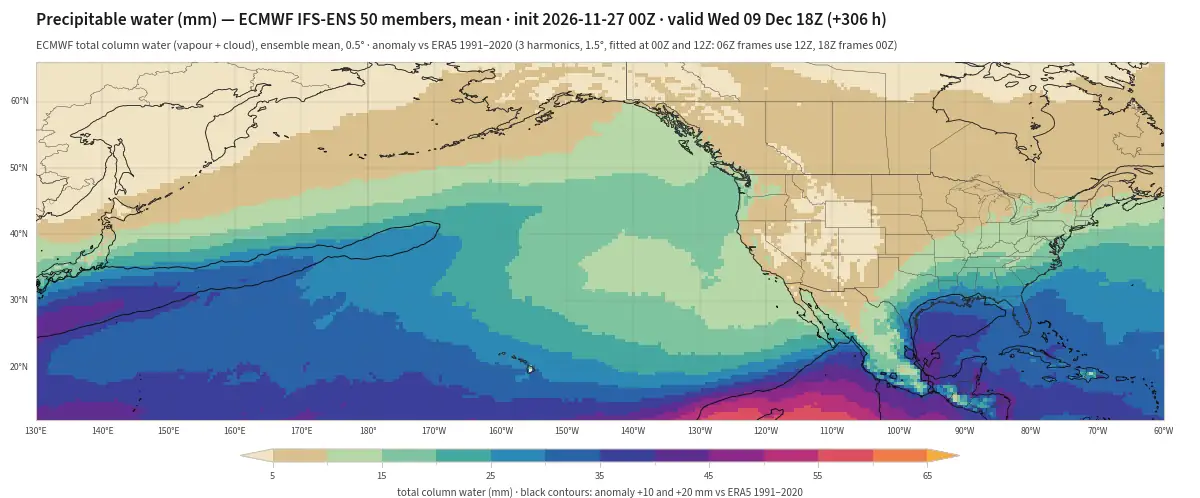 Precipitable water (mm) — ECMWF IFS-ENS 50 members, mean · init 2026-11-27 00Z · valid Wed 09 Dec 18Z (+306 h)
ECMWF total column water (vapour + cloud), ensemble mean, 0.5° · anomaly vs ERA5 1991–2020 (3 harmonics, 1.5°, fitted at 00Z and 12Z: 06Z frames use 12Z, 18Z frames 00Z)
60°N
50°N
40°N
30°N
20°N
130°E 140°E 150°E 160°E 170°E 180° 170°W 160°W 150°W 140°W 130°W 120°W 110°W 100°W 90°W 80°W 70°W 60°W
5 15 25 35 45 55 65
total column water (mm) · black contours: anomaly +10 and +20 mm vs ERA5 1991–2020